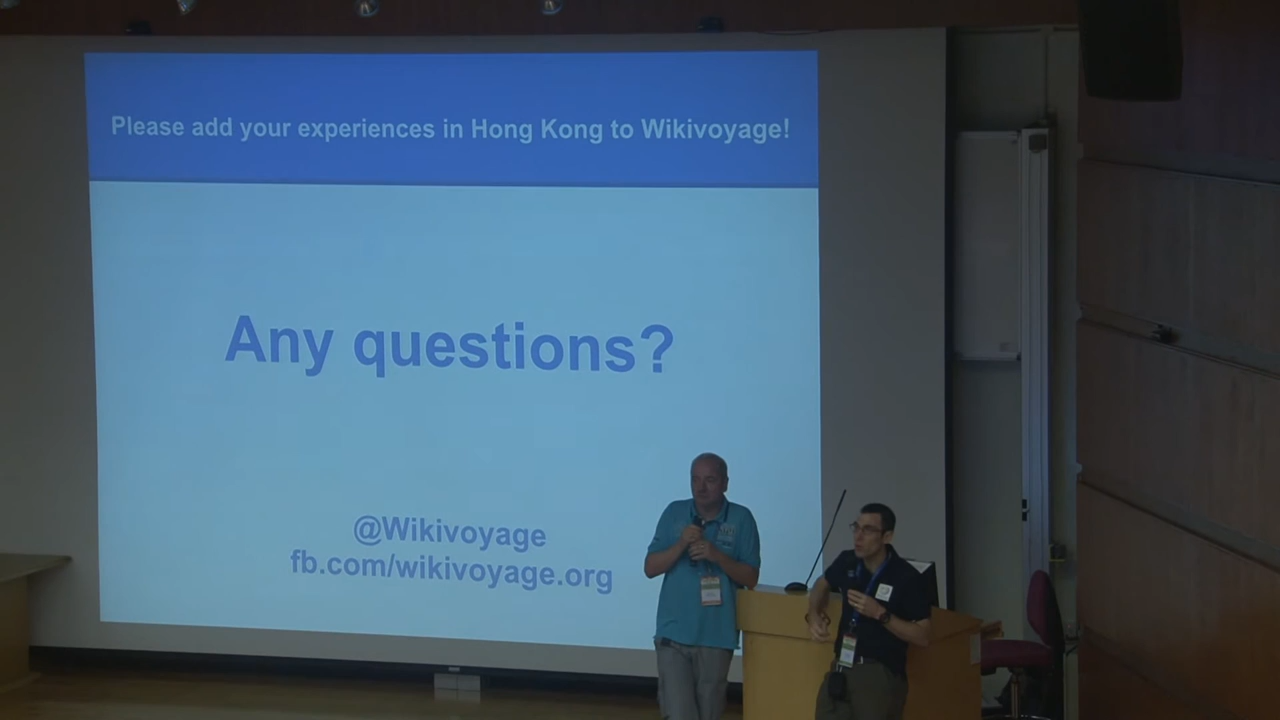 Please add your experiences in Hong Kong to Wikivoyage!
Any questions?
@Wikivoyage
fb.com/wikivoyage.org